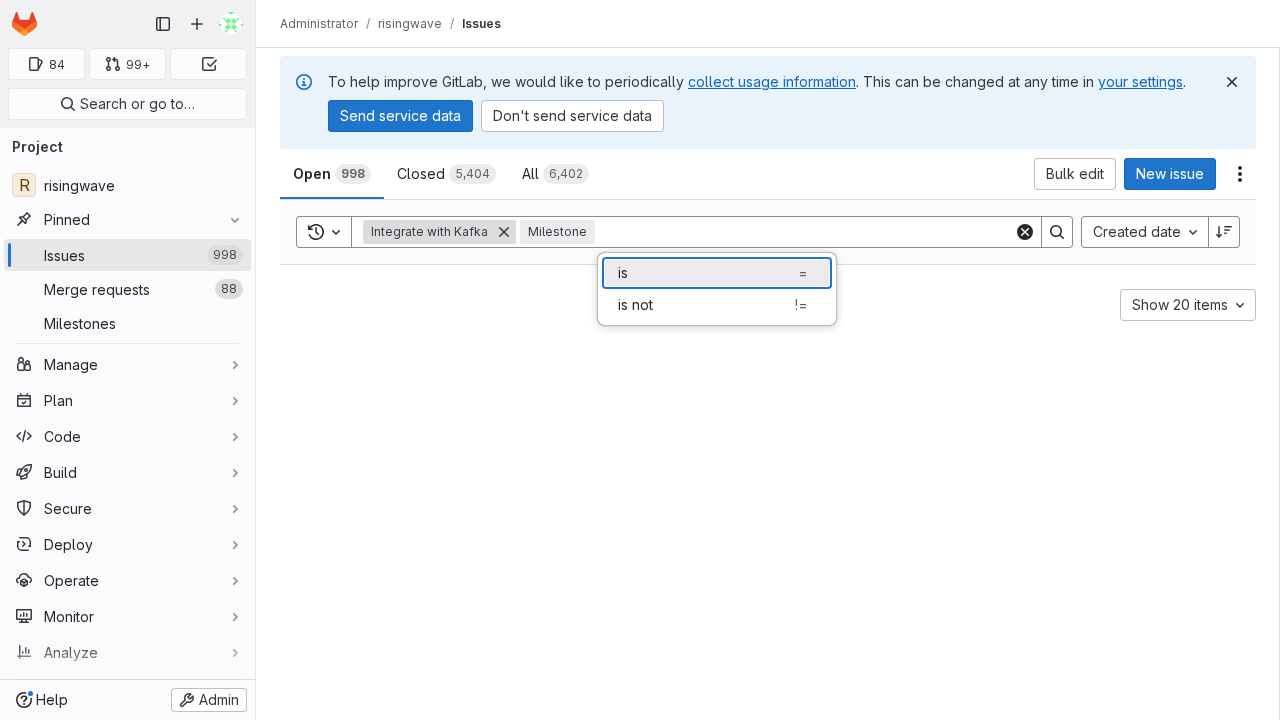 84
99+
Search or go to…
Project
R risingwave
Pinned
Issues 998
Merge requests 88
Milestones
Manage
Plan
Code
Build
Secure
Deploy
Operate
Monitor
Analyze
Help
Admin
Administrator / risingwave / Issues
To help improve GitLab, we would like to periodically collect usage information. This can be changed at any time in your settings.
Send service data
Don't send service data
Open 998
Closed 5,404
All 6,402
Bulk edit
New issue
Integrate with Kafka
Milestone
Created date
is =
is not !=
Show 20 items